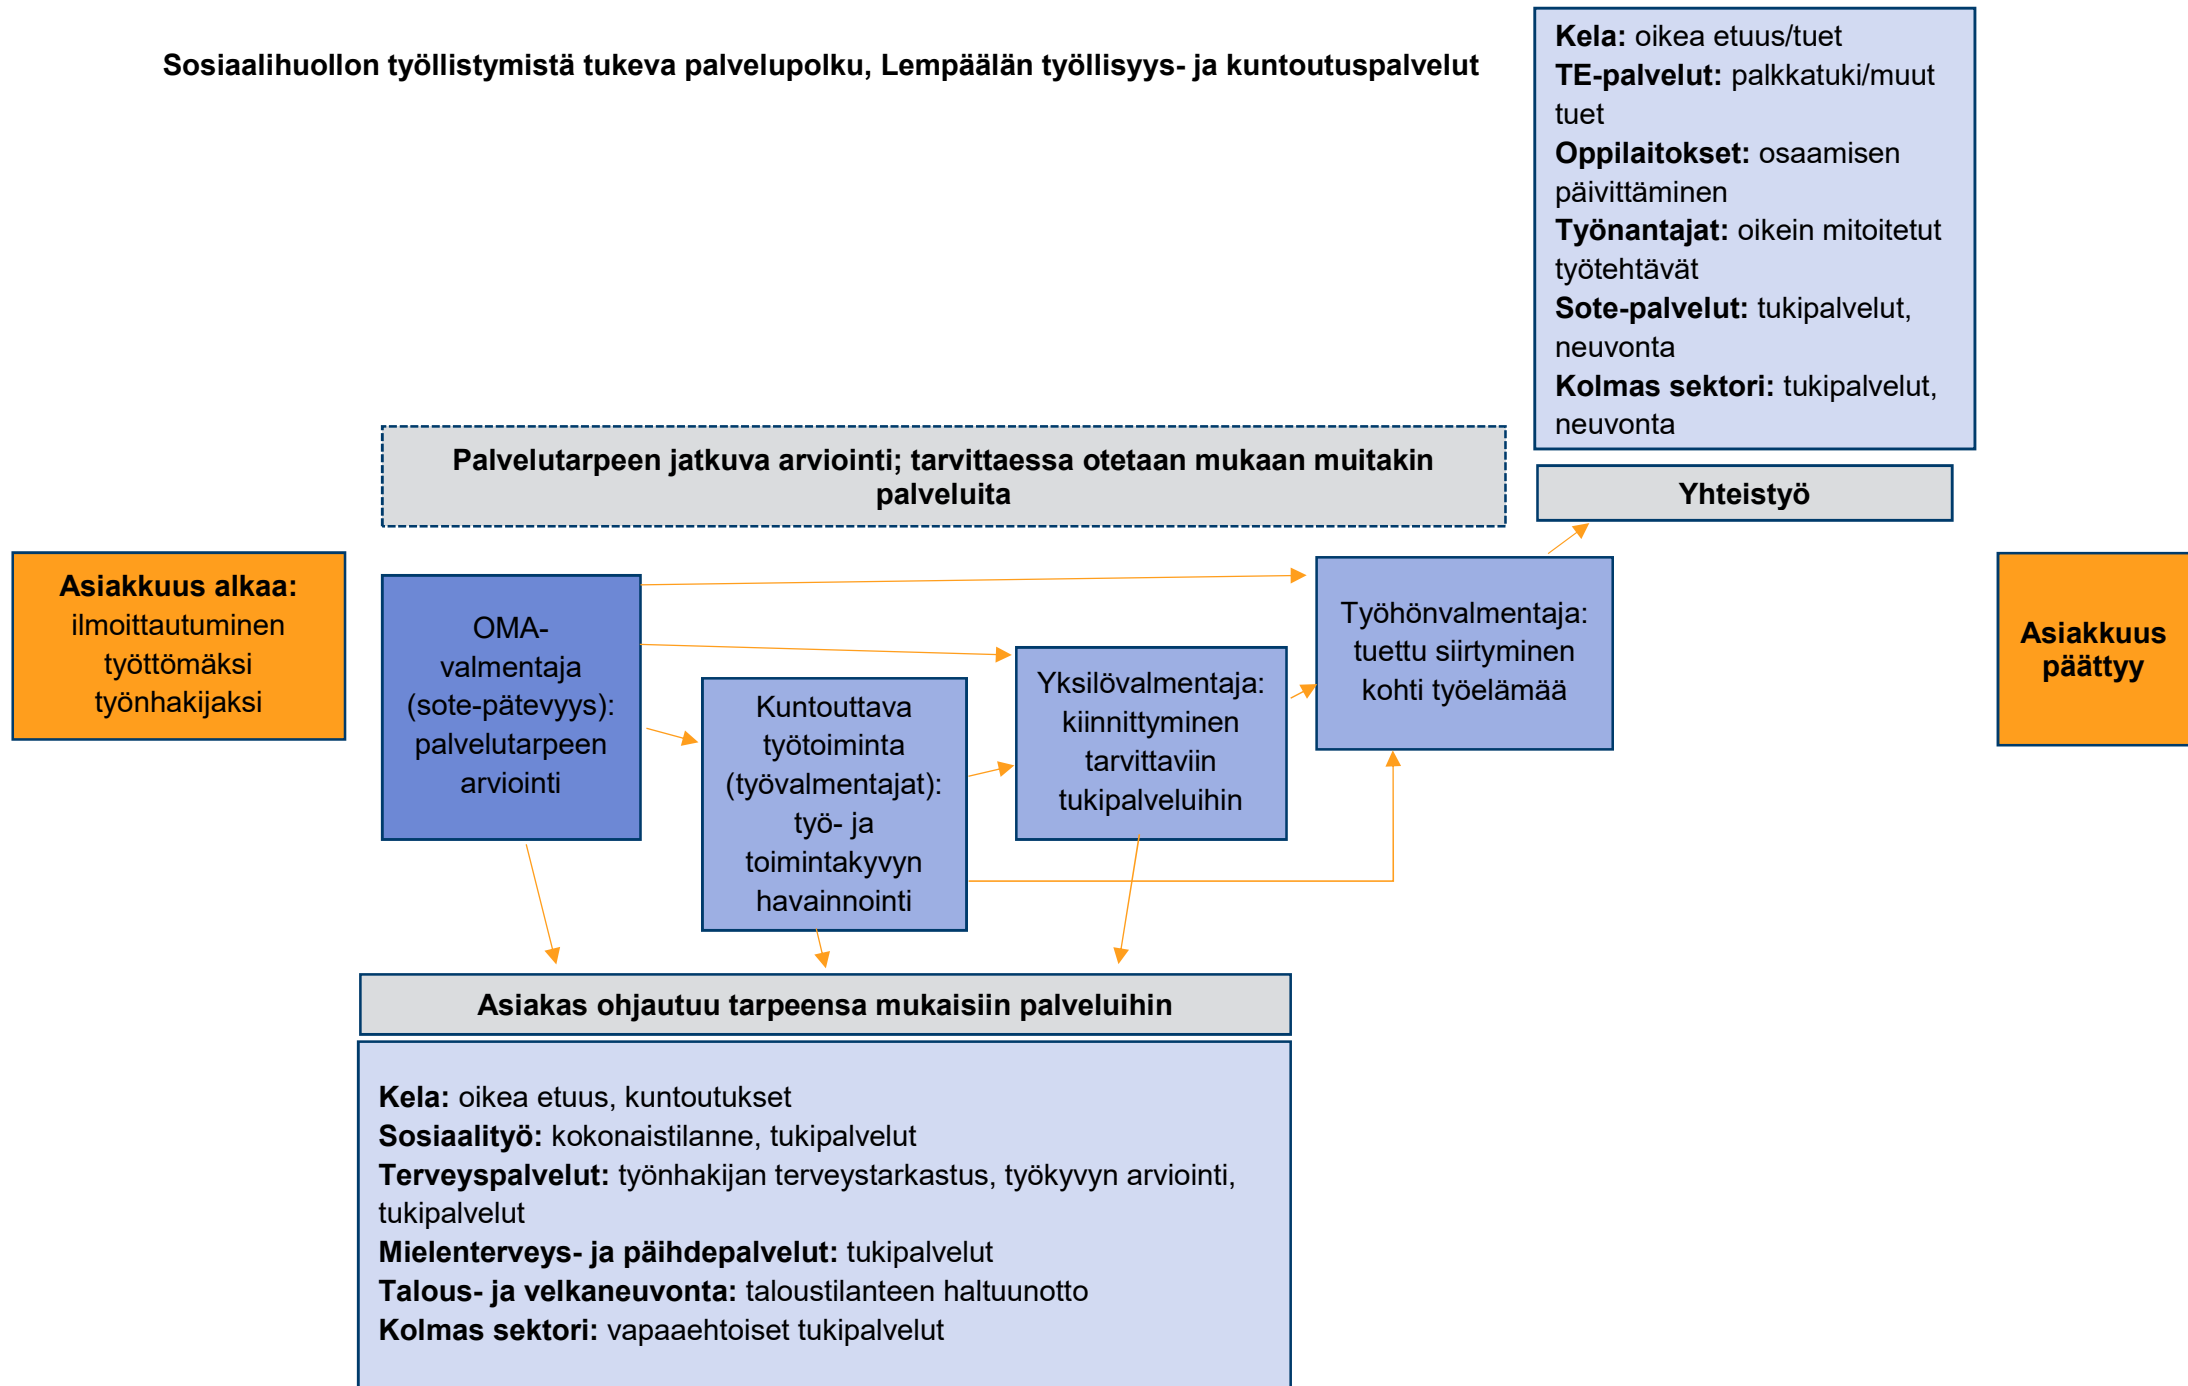 Sosiaalihuollon työllistymistä tukeva palvelupolku, Lempäälän työllisyys- ja kuntoutuspalvelut
Kela: oikea etuus/tuet
TE-palvelut: palkkatuki/muut
tuet
Oppilaitokset: osaamisen
päivittäminen
Työnantajat: oikein mitoitetut
työtehtävät
Sote-palvelut: tukipalvelut,
neuvonta
Kolmas sektori: tukipalvelut,
neuvonta
Palvelutarpeen jatkuva arviointi; tarvittaessa otetaan mukaan muitakin
palveluita
Yhteistyö
Asiakkuus alkaa:
ilmoittautuminen
työttömäksi
työnhakijaksi
OMA-
valmentaja
(sote-pätevyys):
palvelutarpeen
arviointi
Kuntouttava
työtoiminta
(työvalmentajat):
työ- ja
toimintakyvyn
havainnointi
Yksilövalmentaja:
kiinnittyminen
tarvittaviin
tukipalveluihin
Työhönvalmentaja:
tuettu siirtyminen
kohti työelämää
Asiakkuus
päättyy
Asiakas ohjautuu tarpeensa mukaisiin palveluihin
Kela: oikea etuus, kuntoutukset
Sosiaalityö: kokonaistilanne, tukipalvelut
Terveyspalvelut: työnhakijan terveystarkastus, työkyvyn arviointi,
tukipalvelut
Mielenterveys- ja päihdepalvelut: tukipalvelut
Talous- ja velkaneuvonta: taloustilanteen haltuunotto
Kolmas sektori: vapaaehtoiset tukipalvelut